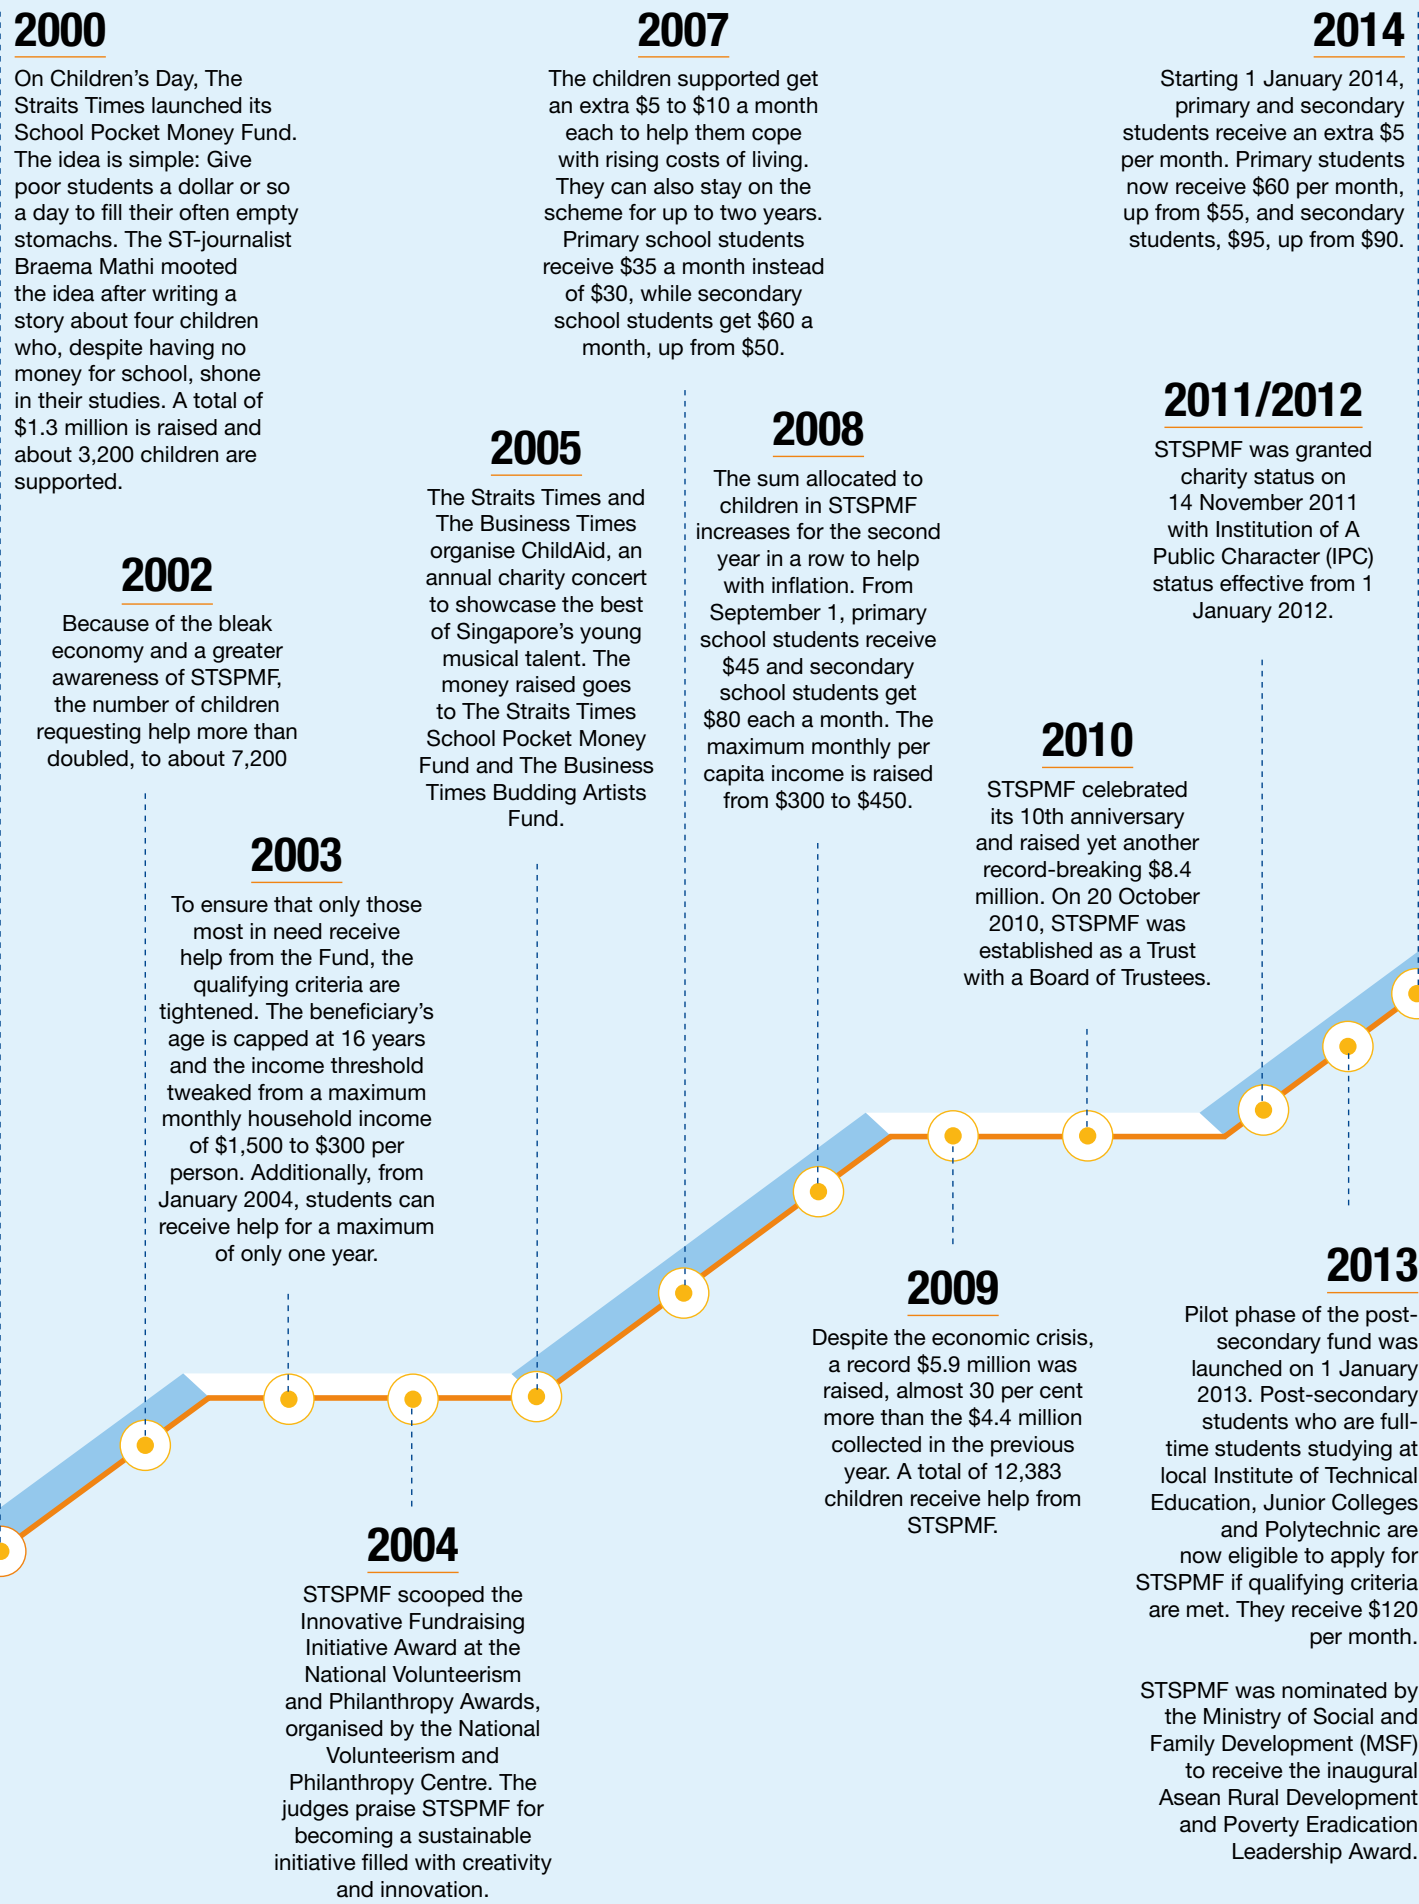 2000
On Children's Day, The
Straits Times launched its
School Pocket Money Fund.
The idea is simple: Give
poor students a dollar or so
a day to fill their often empty
stomachs. The ST-journalist
Braema Mathi mooted
the idea after writing a
story about four children
who, despite having no
money for school, shone
in their studies. A total of
$1.3 million is raised and
about 3,200 children are
supported.
2002
Because of the bleak
economy and a greater
awareness of STSPMF,
the number of children
requesting help more than
doubled, to about 7,200
2003
To ensure that only those
most in need receive
help from the Fund, the
qualifying criteria are
tightened. The beneficiary's
age is capped at 16 years
and the income threshold
tweaked from a maximum
monthly household income
of $1,500 to $300 per
person. Additionally, from
January 2004, students can
receive help for a maximum
of only one year.
2004
STSPMF scooped the
Innovative Fundraising
Initiative Award at the
National Volunteerism
and Philanthropy Awards,
organised by the National
Volunteerism and
Philanthropy Centre. The
judges praise STSPMF for
becoming a sustainable
initiative filled with creativity
and innovation.
2005
The Straits Times and
The Business Times
organise ChildAid, an
annual charity concert
to showcase the best
of Singapore's young
musical talent. The
money raised goes
to The Straits Times
School Pocket Money
Fund and The Business
Times Budding Artists
Fund.
2007
The children supported get
an extra $5 to $10 a month
each to help them cope
with rising costs of living.
They can also stay on the
scheme for up to two years.
Primary school students
receive $35 a month instead
of $30, while secondary
school students get $60 a
month, up from $50.
2008
The sum allocated to
children in STSPMF
increases for the second
year in a row to help
with inflation. From
September 1, primary
school students receive
$45 and secondary
school students get
$80 each a month. The
maximum monthly per
capita income is raised
from $300 to $450.
2009
Despite the economic crisis,
a record $5.9 million was
raised, almost 30 per cent
more than the $4.4 million
collected in the previous
year. A total of 12,383
children receive help from
STSPMF.
2010
STSPMF celebrated
its 10th anniversary
and raised yet another
record-breaking $8.4
million. On 20 October
2010, STSPMF was
established as a Trust
with a Board of Trustees.
2011/2012
STSPMF was granted
charity status on
14 November 2011
with Institution of A
Public Character (IPC)
status effective from 1
January 2012.
2013
Pilot phase of the post-
secondary fund was
launched on 1 January
2013. Post-secondary
students who are full-
time students studying at
local Institute of Technical
Education, Junior Colleges
and Polytechnic are
now eligible to apply for
STSPMF if qualifying criteria
are met. They receive $120
per month.
STSPMF was nominated by
the Ministry of Social and
Family Development (MSF)
to receive the inaugural
Asean Rural Development
and Poverty Eradication
Leadership Award.
2014
Starting 1 January 2014,
primary and secondary
students receive an extra $5
per month. Primary students
now receive $60 per month,
up from $55, and secondary
students, $95, up from $90.